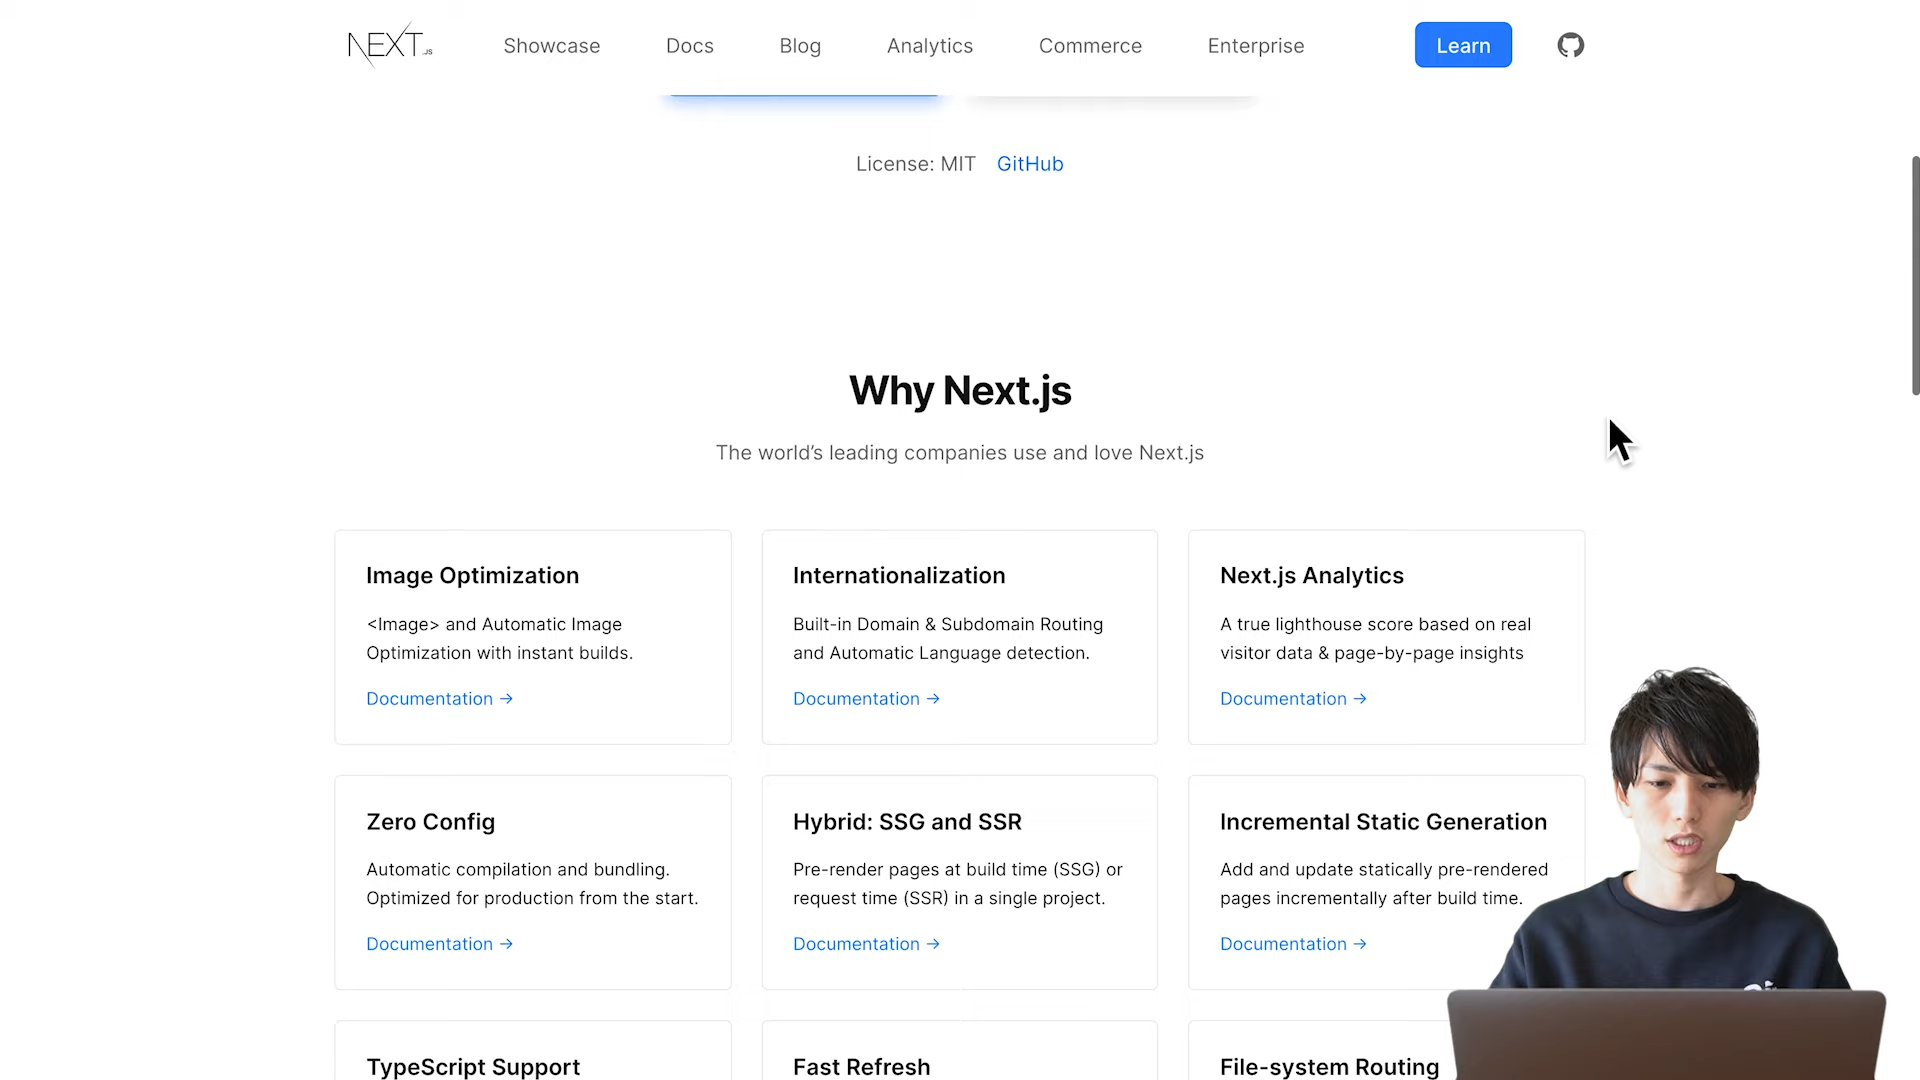 NEXT.JS
Showcase
Docs
Blog
Analytics
Commerce
Enterprise
Learn
License: MIT GitHub
Why Next.js
The world’s leading companies use and love Next.js
Image Optimization
<Image> and Automatic Image
Optimization with instant builds.
Documentation →
Internationalization
Built-in Domain & Subdomain Routing
and Automatic Language detection.
Documentation →
Next.js Analytics
A true lighthouse score based on real
visitor data & page-by-page insights
Documentation →
Zero Config
Automatic compilation and bundling.
Optimized for production from the start.
Documentation →
Hybrid: SSG and SSR
Pre-render pages at build time (SSG) or
request time (SSR) in a single project.
Documentation →
Incremental Static Generation
Add and update statically pre-rendered
pages incrementally after build time.
Documentation →
TypeScript Support
Fast Refresh
File-system Routing